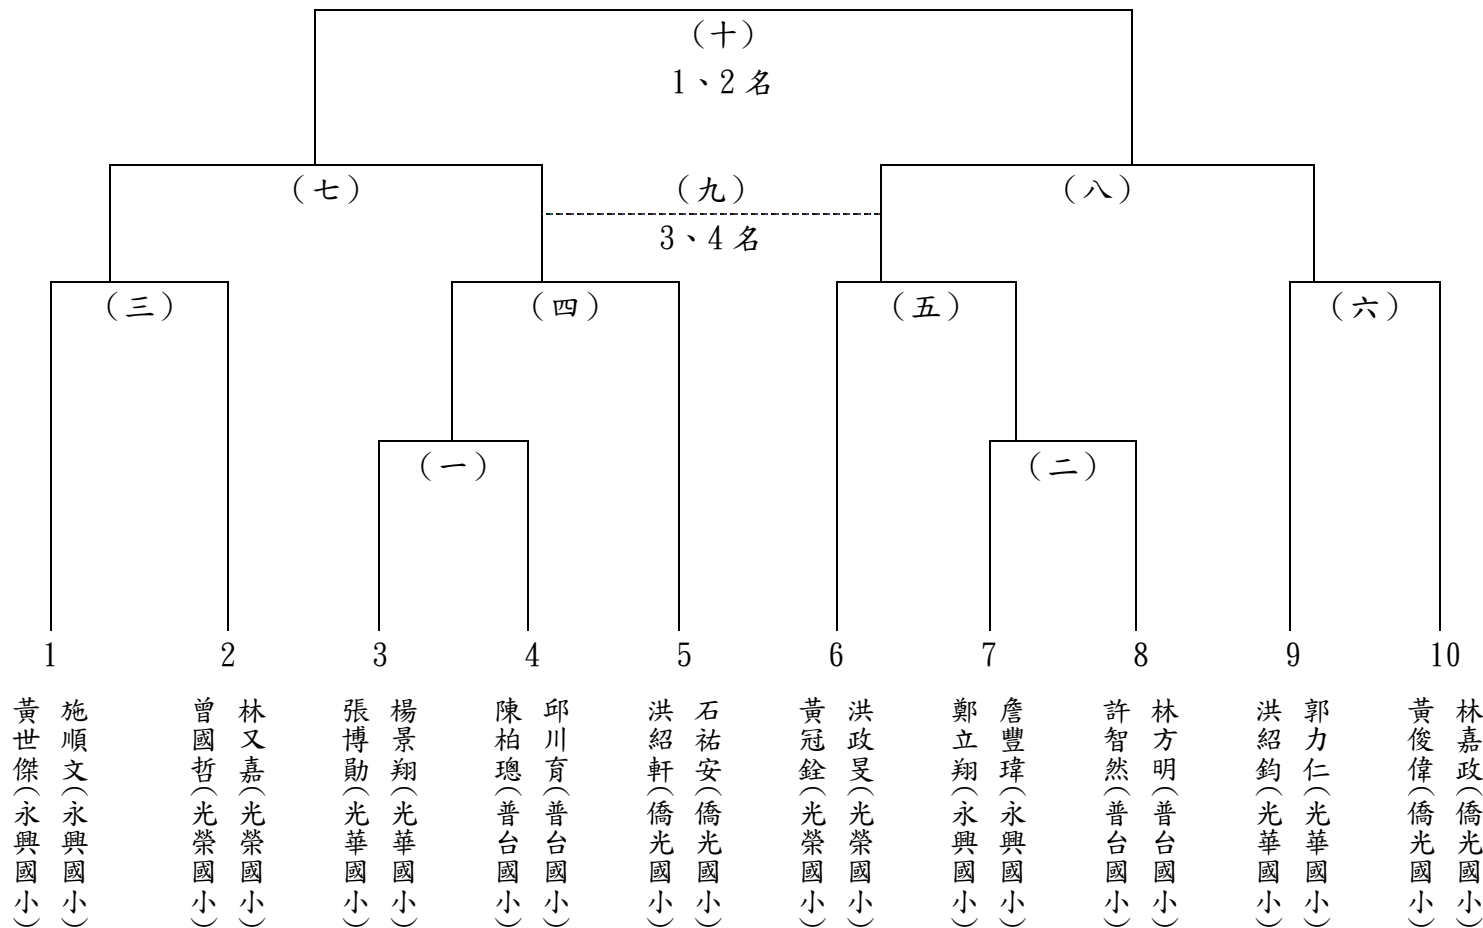 （十）
1、2 名
（七）
（九）
（八）
3、4 名
（三）
（四）
（五）
（六）
（一）
（二）
1
2
3
4
5
6
7
8
9
10
黃世傑（永興國小）
施順文（永興國小）
曾國哲（光榮國小）
林又嘉（光榮國小）
張博勛（光華國小）
楊景翔（光華國小）
陳柏璁（普台國小）
邱川育（普台國小）
洪紹軒（僑光國小）
石祐安（僑光國小）
黃冠銓（光榮國小）
洪政旻（光榮國小）
鄭立翔（永興國小）
詹豐瑋（永興國小）
許智然（普台國小）
林方明（普台國小）
洪紹鈞（光華國小）
郭力仁（光華國小）
黃俊偉（僑光國小）
林嘉政（僑光國小）